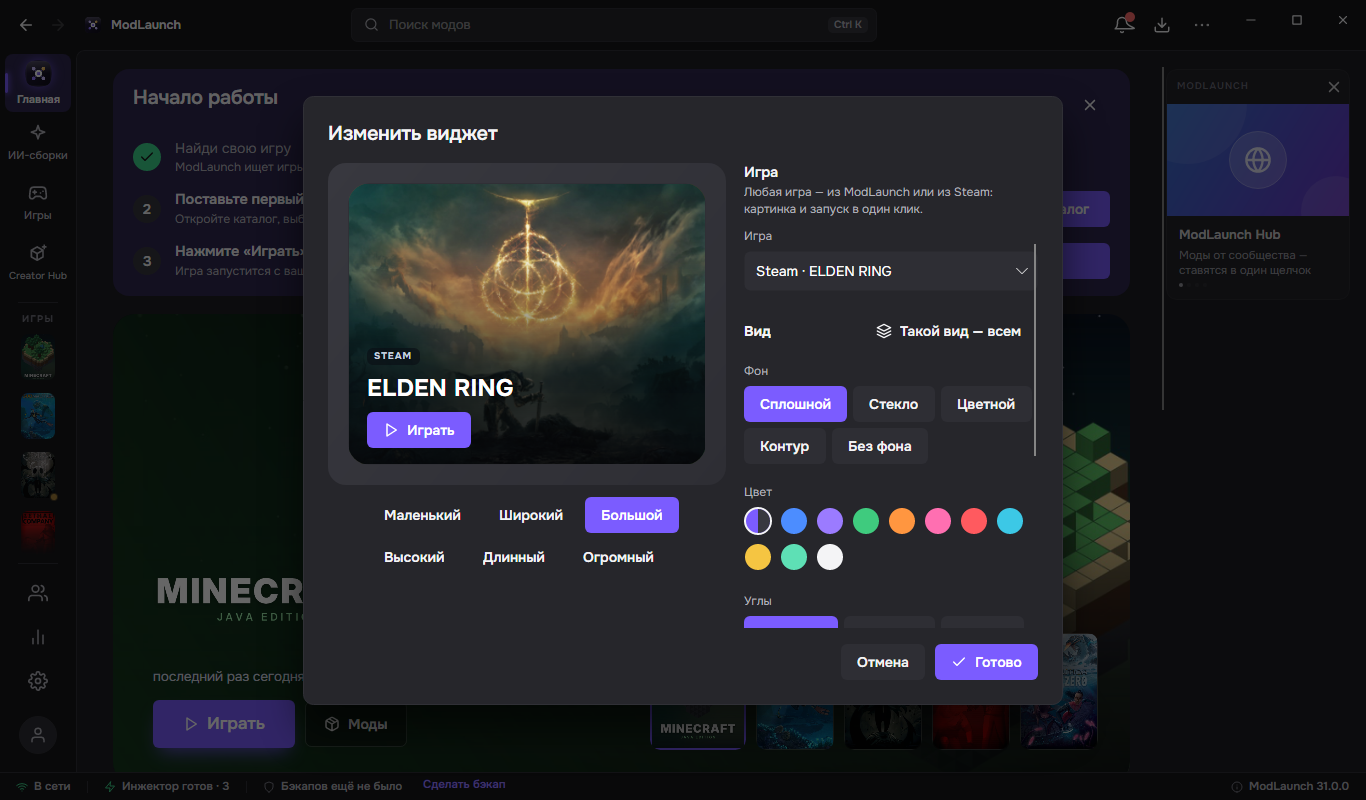 ModLaunch
Поиск модов
Ctrl K
Главная
ИИ-сборки
Игры
Creator Hub
ИГРЫ
Начало работы
Найди свою игру
ModLaunch ищет игры
2
Поставьте первый
Откройте каталог,
3
Нажмите «Играть»
Игра запустится с
MINECR
JAVA EDITI
последний раз сегодня
Играть
Моды
Изменить виджет
STEAM
ELDEN RING
Играть
Маленький
Широкий
Большой
Высокий
Длинный
Огромный
Игра
Любая игра — из ModLaunch или из Steam:
картинка и запуск в один клик.
Игра
Steam · ELDEN RING
Вид
Такой вид — всем
Фон
Сплошной
Стекло
Цветной
Контур
Без фона
Цвет
Углы
Отмена
Готово
алог
MODLAUNCH
ModLaunch Hub
Моды от сообщества —
ставятся в один щелчок
MINECRAFT
В сети
Инжектор готов · 3
Бэкапов ещё не было
Сделать бэкап
ModLaunch 31.0.0